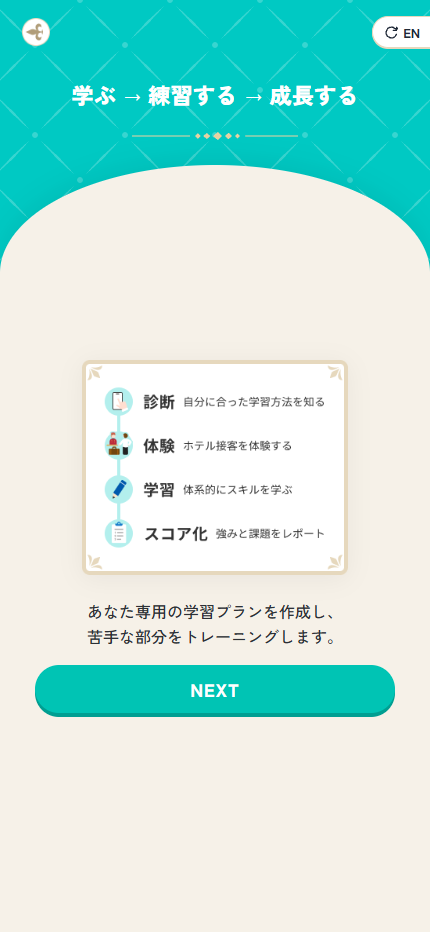 EN
学ぶ → 練習する → 成長する
診断 自分に合った学習方法を知る
体験 ホテル接客を体験する
学習 体系的にスキルを学ぶ
スコア化 強みと課題をレポート
あなた専用の学習プランを作成し、
苦手な部分をトレーニングします。
NEXT